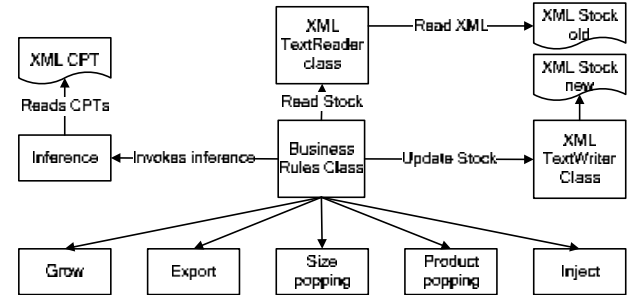 XML
TextReader
class
Read XML
XML Stock
old
XML CPT
XML Stock
new
Reads CPTs
Read Stock
Inference
Invokes inference
Business
Rules Class
Update Stock
XML
TextWriter
Class
Grow
Export
Size
popping
Product
popping
Inject